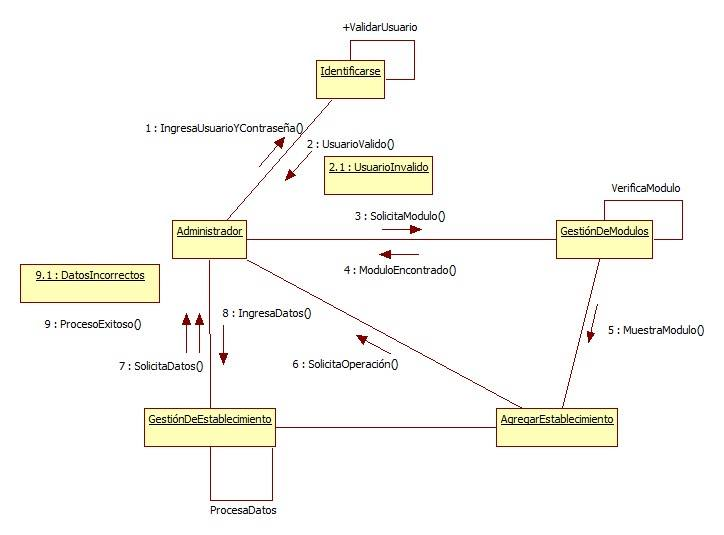 +ValidarUsuario
Identificarse
1 : IngresaUsuarioYContraseña()
2 : UsuarioValido()
2.1 : UsuarioInvalido
VerificaModulo
3 : SolicitaModulo()
Administrador
GestiónDeModulos
4 : ModuloEncontrado()
9.1 : DatosIncorrectos
8 : IngresaDatos()
9 : ProcesoExitoso()
5 : MuestraModulo()
7 : SolicitaDatos()
6 : SolicitaOperación()
GestiónDeEstablecimiento
AgregarEstablecimiento
ProcesaDatos